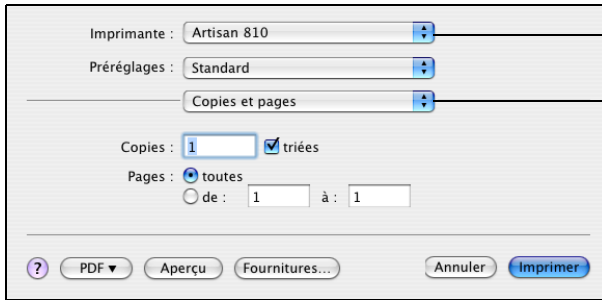 Imprimante : Artisan 810
Préréglages : Standard
Copies et pages
Copies : 1 triées
Pages : toutes
de : 1 à : 1
? PDF▼ Aperçu Fournitures... Annuler Imprimer